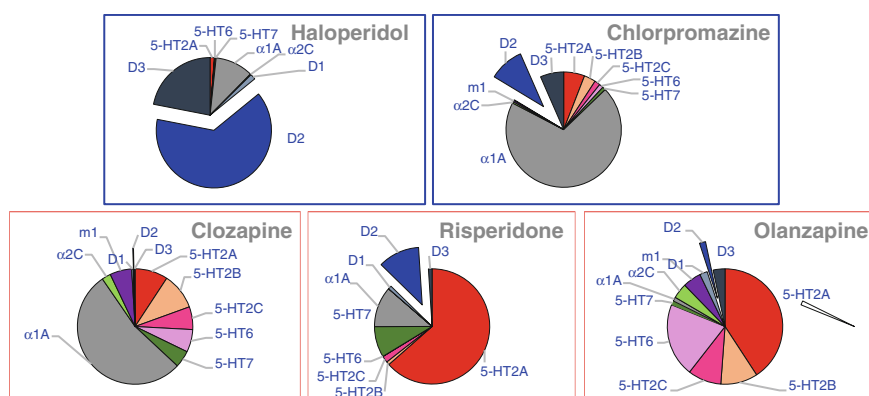 Haloperidol
5-HT6
5-HT7
5-HT2A
α1A
α2C
D3
D1
D2
Chlorpromazine
D2
D3
5-HT2A
5-HT2B
5-HT2C
5-HT6
5-HT7
m1
α2C
α1A
Clozapine
D2
m1
D3
α2C
D1
5-HT2A
5-HT2B
5-HT2C
5-HT6
5-HT7
α1A
Risperidone
D2
D3
D1
α1A
5-HT7
5-HT6
5-HT2C
5-HT2B
5-HT2A
Olanzapine
D2
D3
m1
D1
α2C
α1A
5-HT7
5-HT6
5-HT2C
5-HT2B
5-HT2A